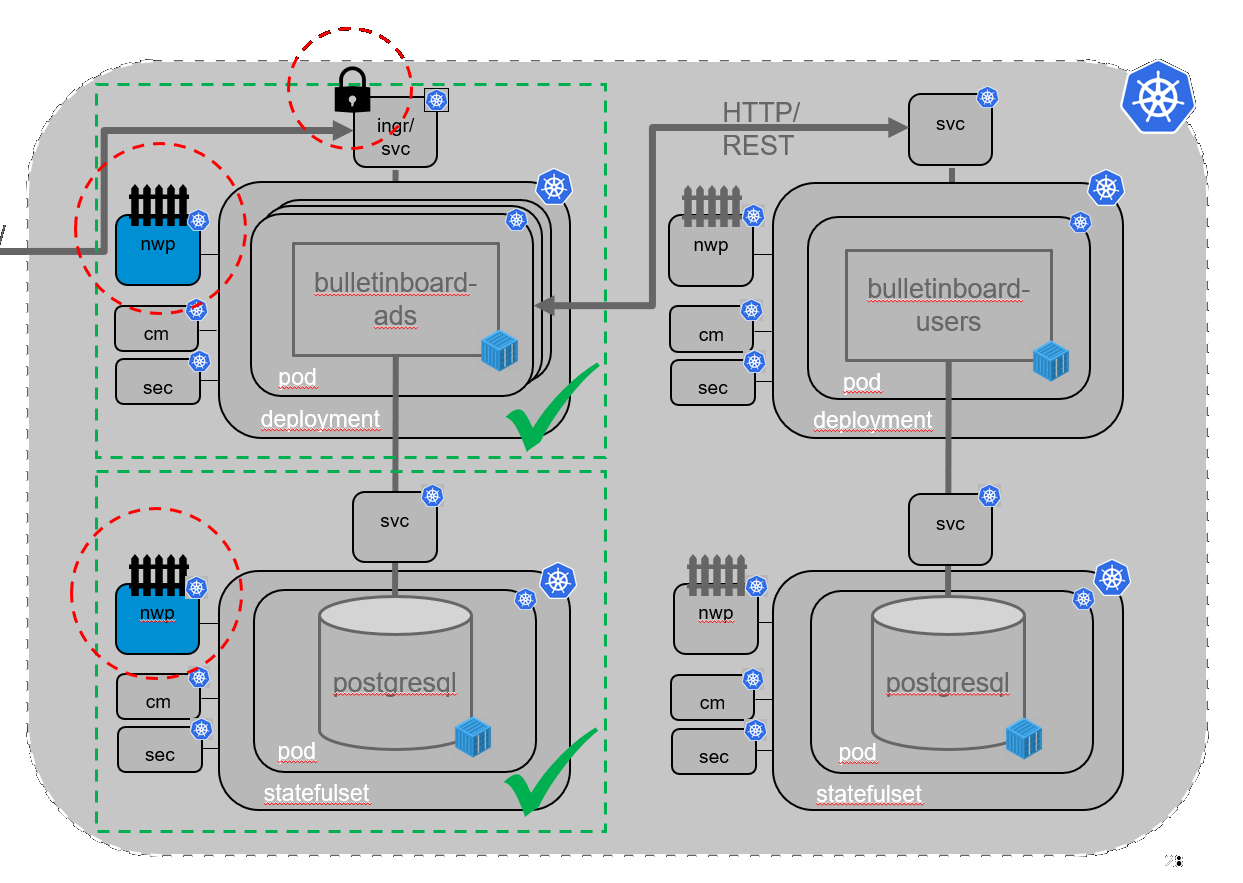 ingr/
svc
HTTP/
REST
svc
/
nwp
cm
sec
bulletinboard-
ads
pod
deployment
nwp
cm
sec
bulletinboard-
users
pod
deployment
svc
nwp
cm
sec
postgresql
pod
statefulset
svc
nwp
cm
sec
postgresql
pod
statefulset